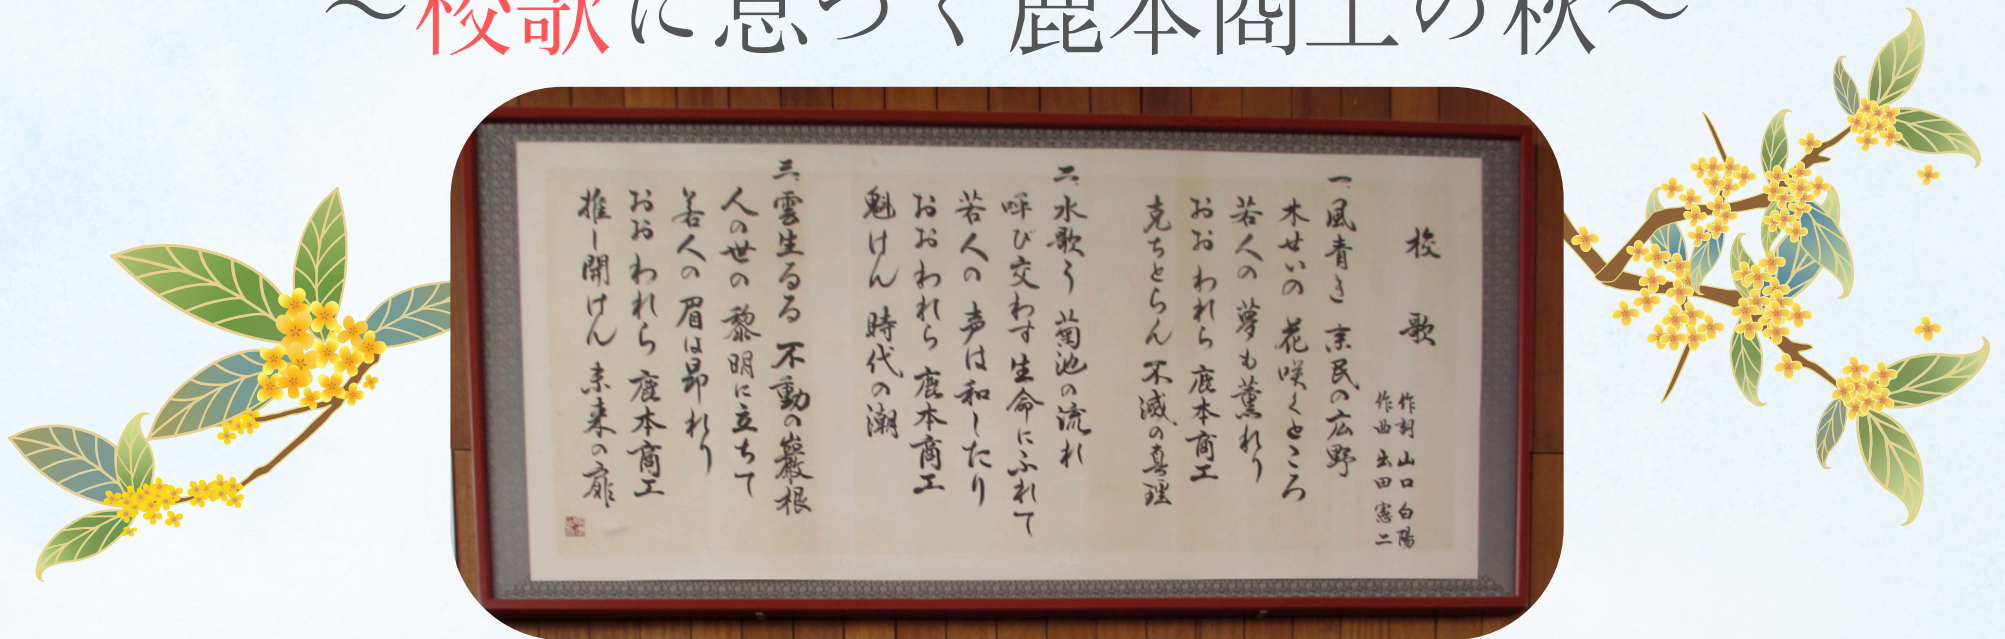 ～校歌に息づく鹿本商工の秋～
校歌
作詞 山口白陽
作曲 出田憲二
一、風青き 茉民の広野
木せいの 花咲くところ
若人の 夢も薫れり
おお われら 鹿本商工
克ちとらん 不滅の真理
二、水歌う 菊池の流れ
呼び交わす 生命にふれて
若人の 声は和したり
おお われら 鹿本商工
魁けん 時代の潮
三、雲生るる 不動の巌根
人の世の 黎明に立ちて
若人の 眉は昴れり
おお われら 鹿本商工
推し開けん 未来の扉